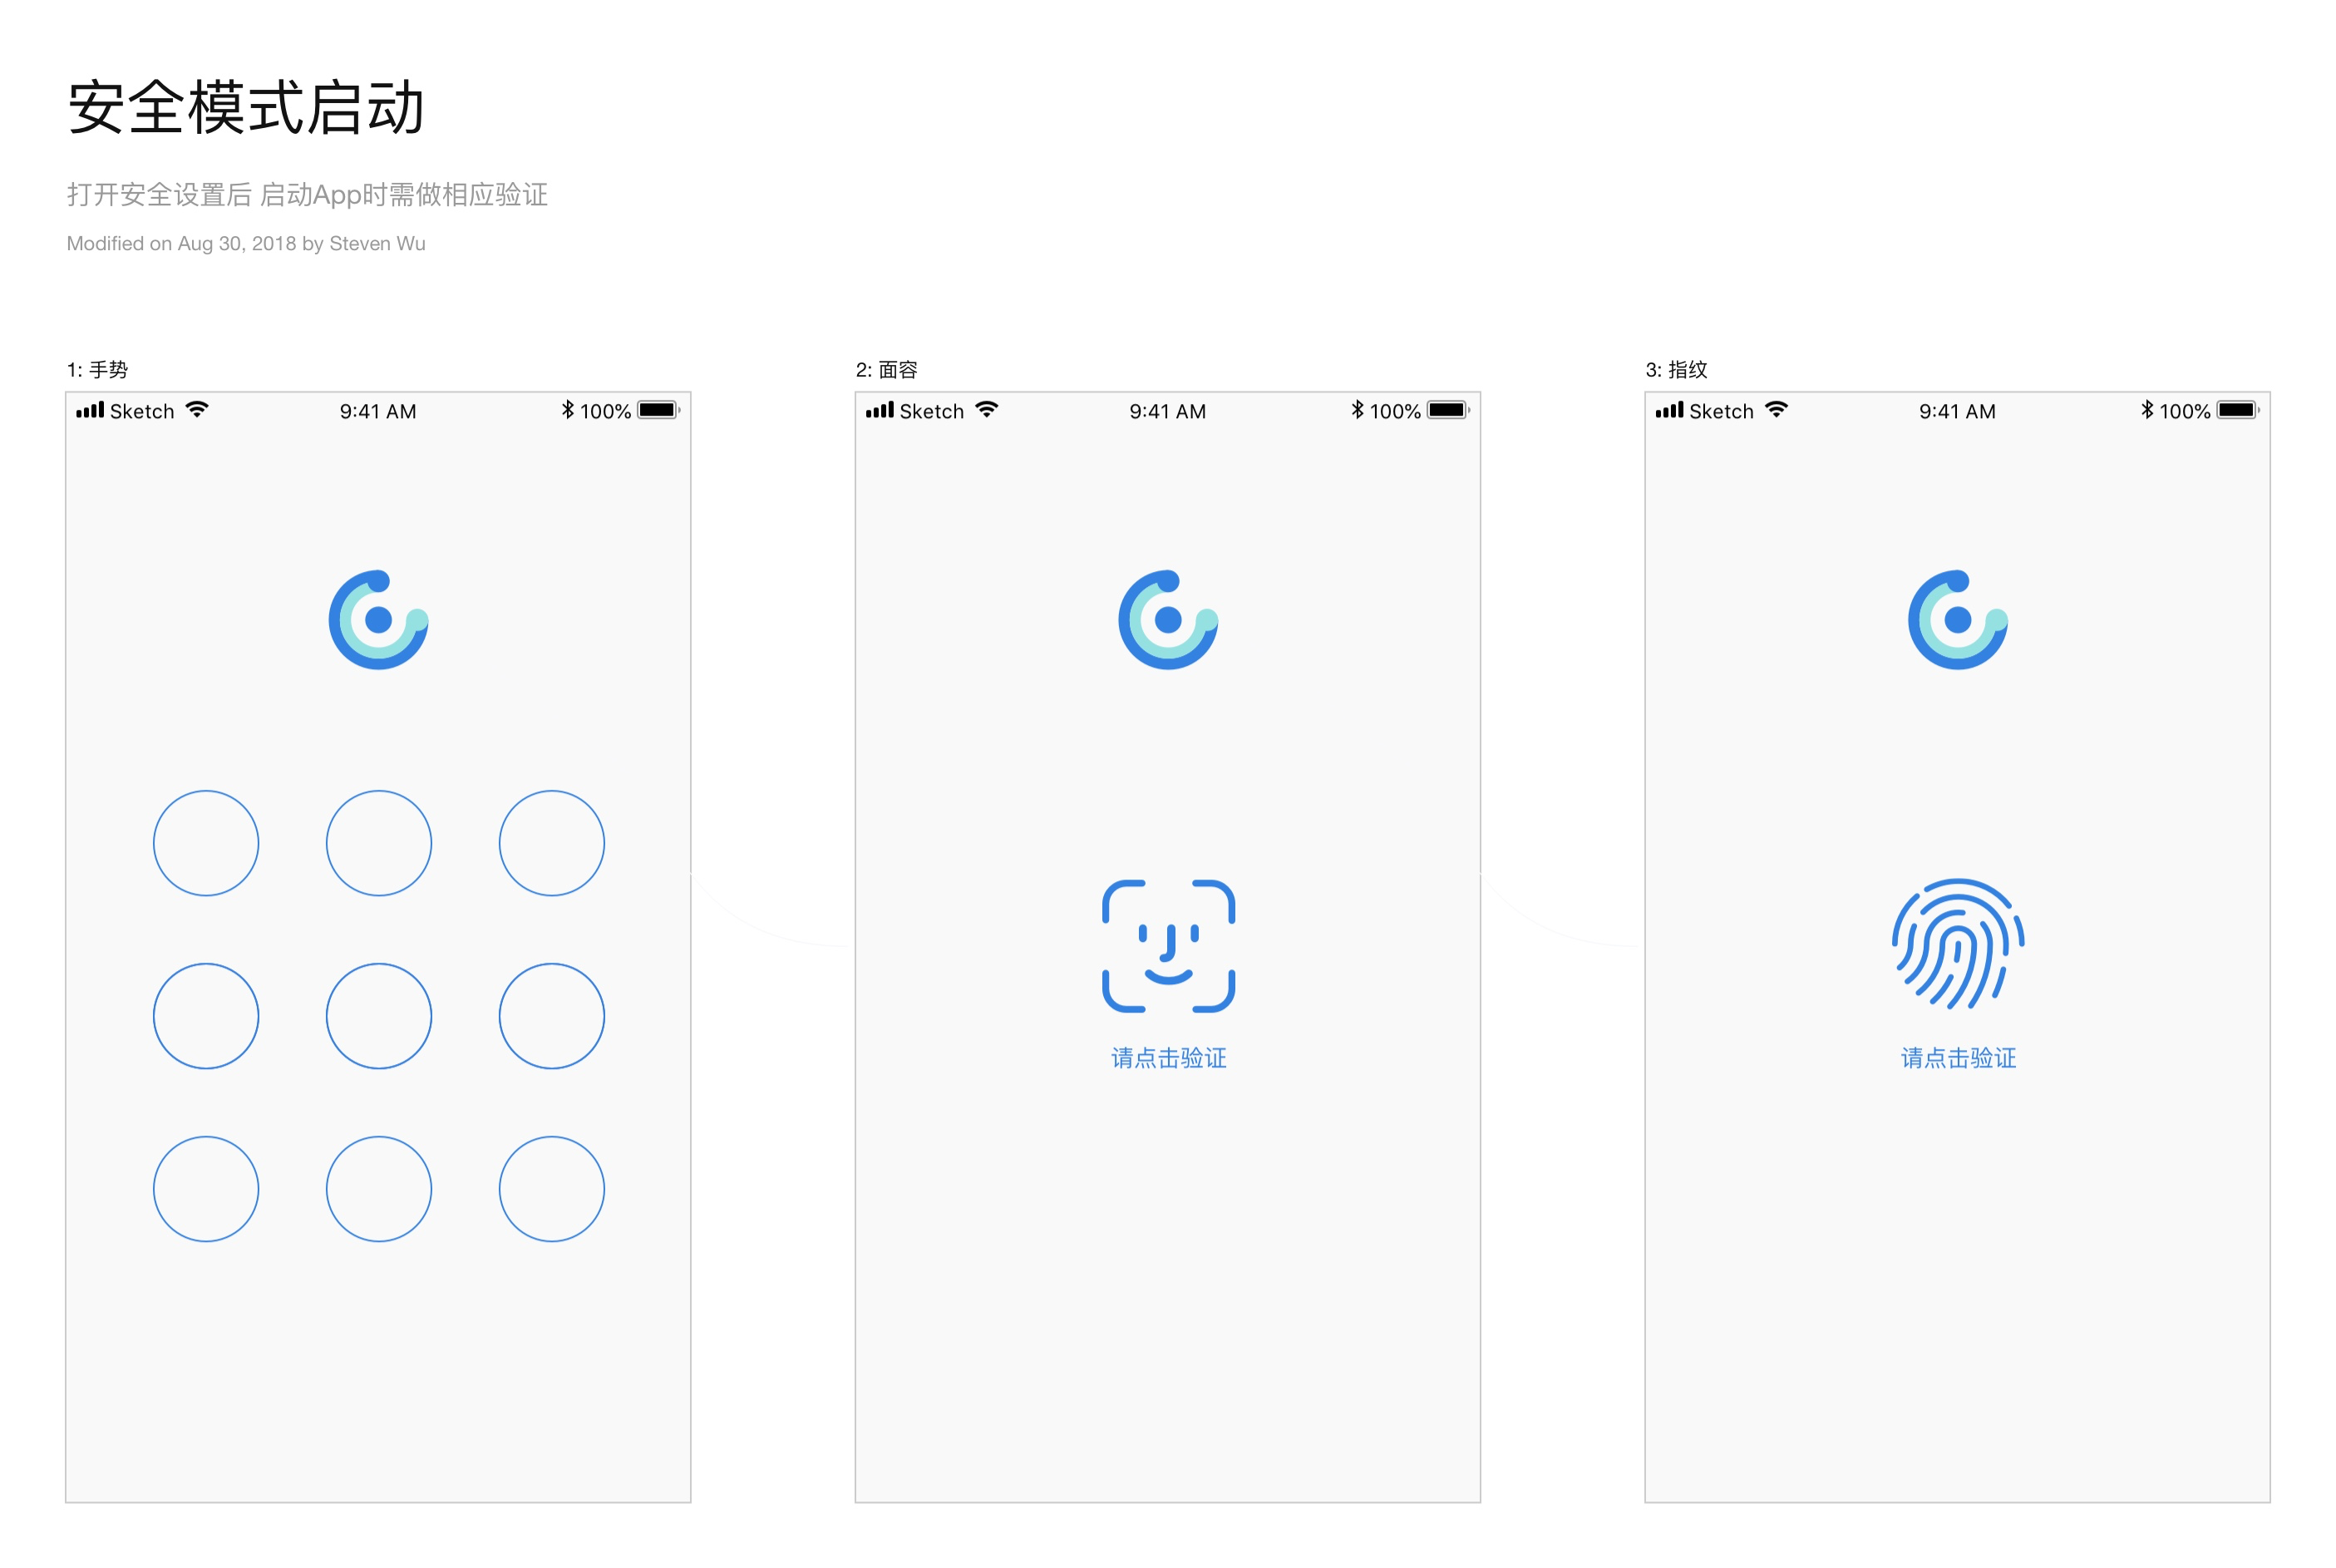 安全模式启动
打开安全设置后 启动App时需做相应验证
Modified on Aug 30, 2018 by Steven Wu
1: 手势
Sketch 9:41 AM 100%
2: 面容
Sketch 9:41 AM 100%
请点击验证
3: 指纹
Sketch 9:41 AM 100%
请点击验证